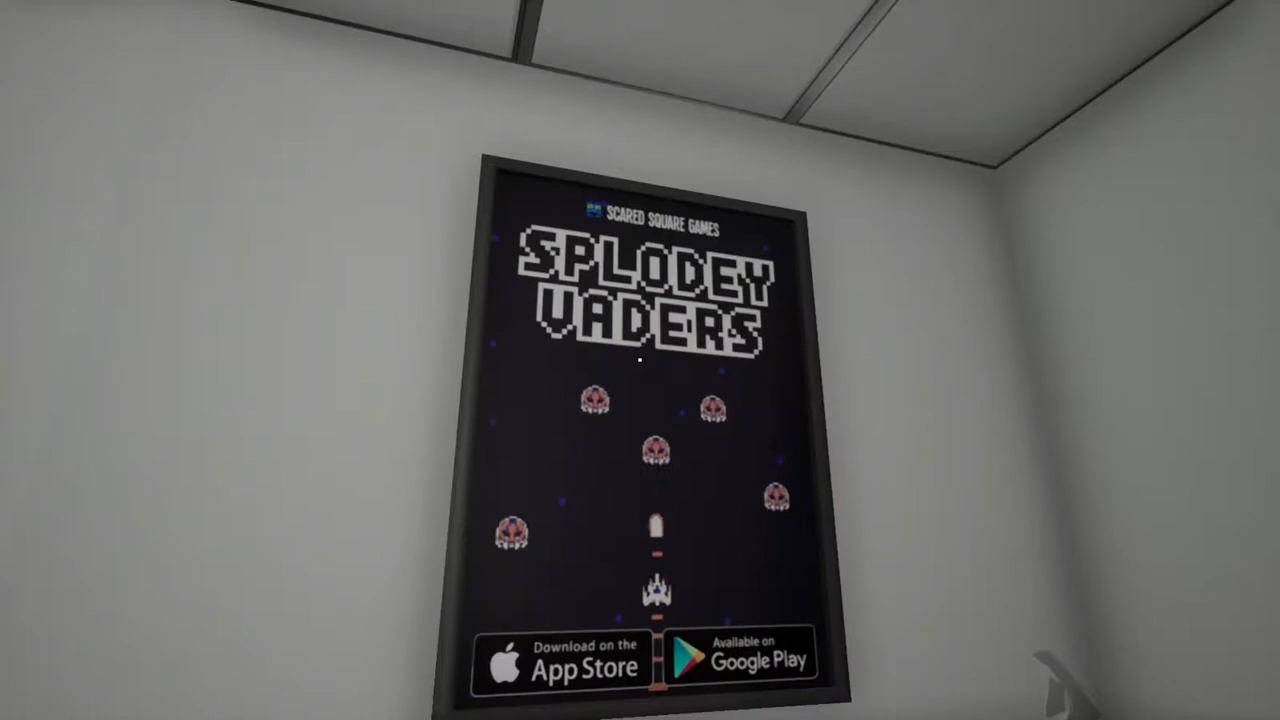 SCARED SQUARE GAMES
SPLODEY
VADERS
Download on the
App Store
Available on
Google Play